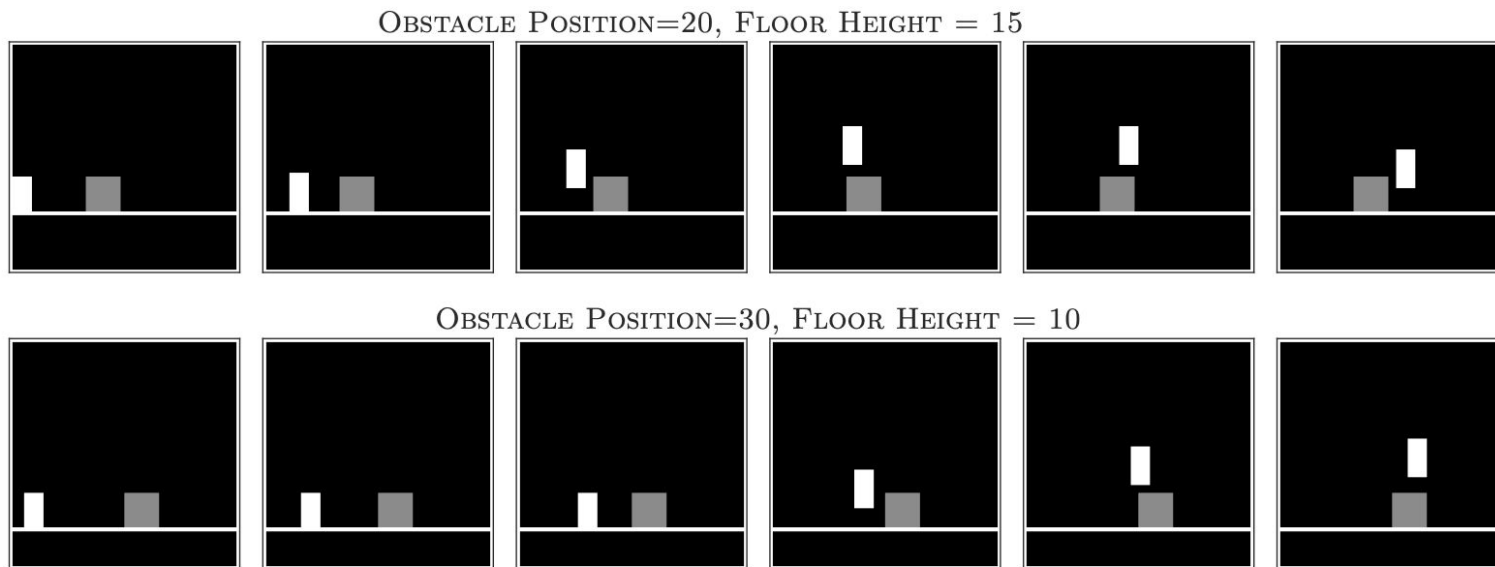 OBSTACLE POSITION=20, FLOOR HEIGHT = 15
OBSTACLE POSITION=30, FLOOR HEIGHT = 10